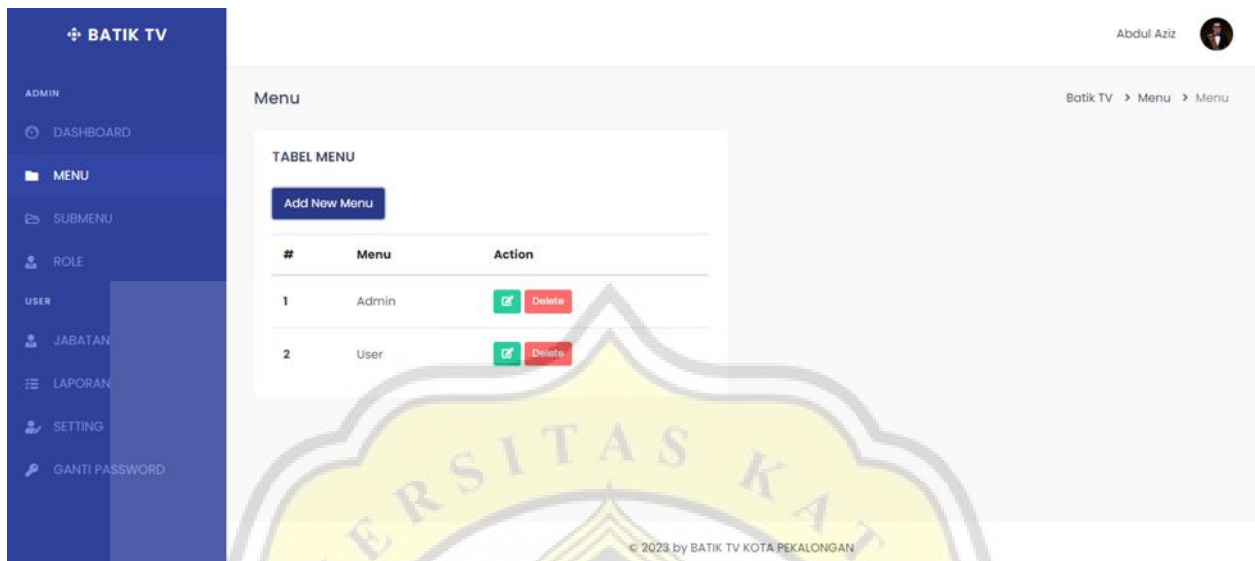 BATIK TV
Abdul Aziz
ADMIN
DASHBOARD
MENU
SUBMENU
ROLE
USER
JABATAN
LAPORAN
SETTING
GANTI PASSWORD
Menu
Batik TV > Menu > Menu
TABEL MENU
Add New Menu
# Menu Action
1 Admin Delete
2 User Delete
ERSITAS KAT
© 2023 by BATIK TV KOTA PEKALONGAN